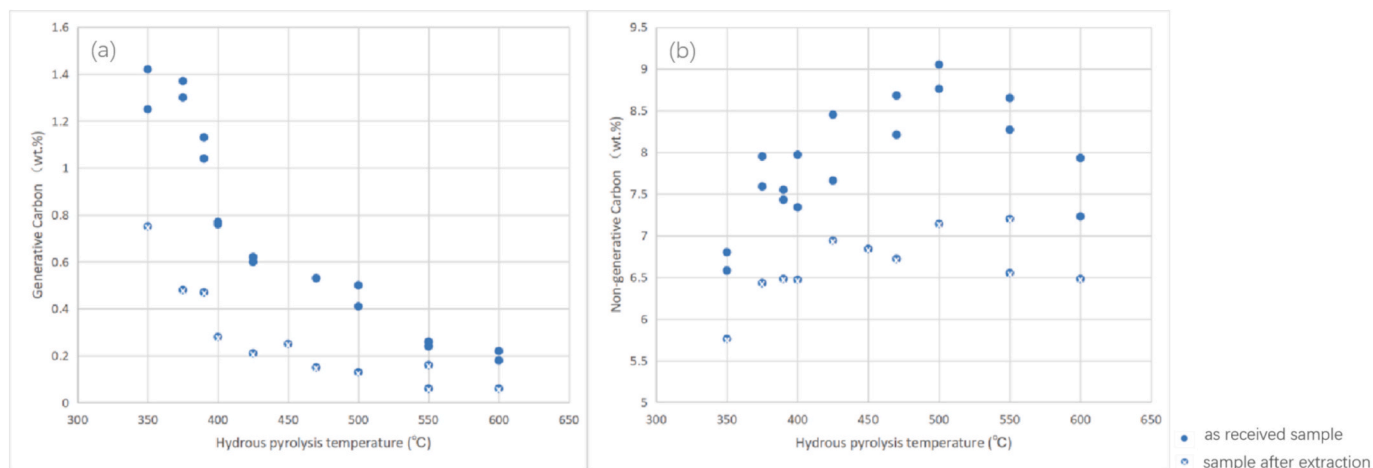 (a)
Generative Carbon（wt.%)
1.6
1.4
1.2
1
0.8
0.6
0.4
0.2
0
300 350 400 450 500 550 600 650
Hydrous pyrolysis temperature (℃)
(b)
Non-generative Carbon （wt.%)
9.5
9
8.5
8
7.5
7
6.5
6
5.5
5
300 350 400 450 500 550 600 650
Hydrous pyrolysis temperature (℃)
as received sample
sample after extraction